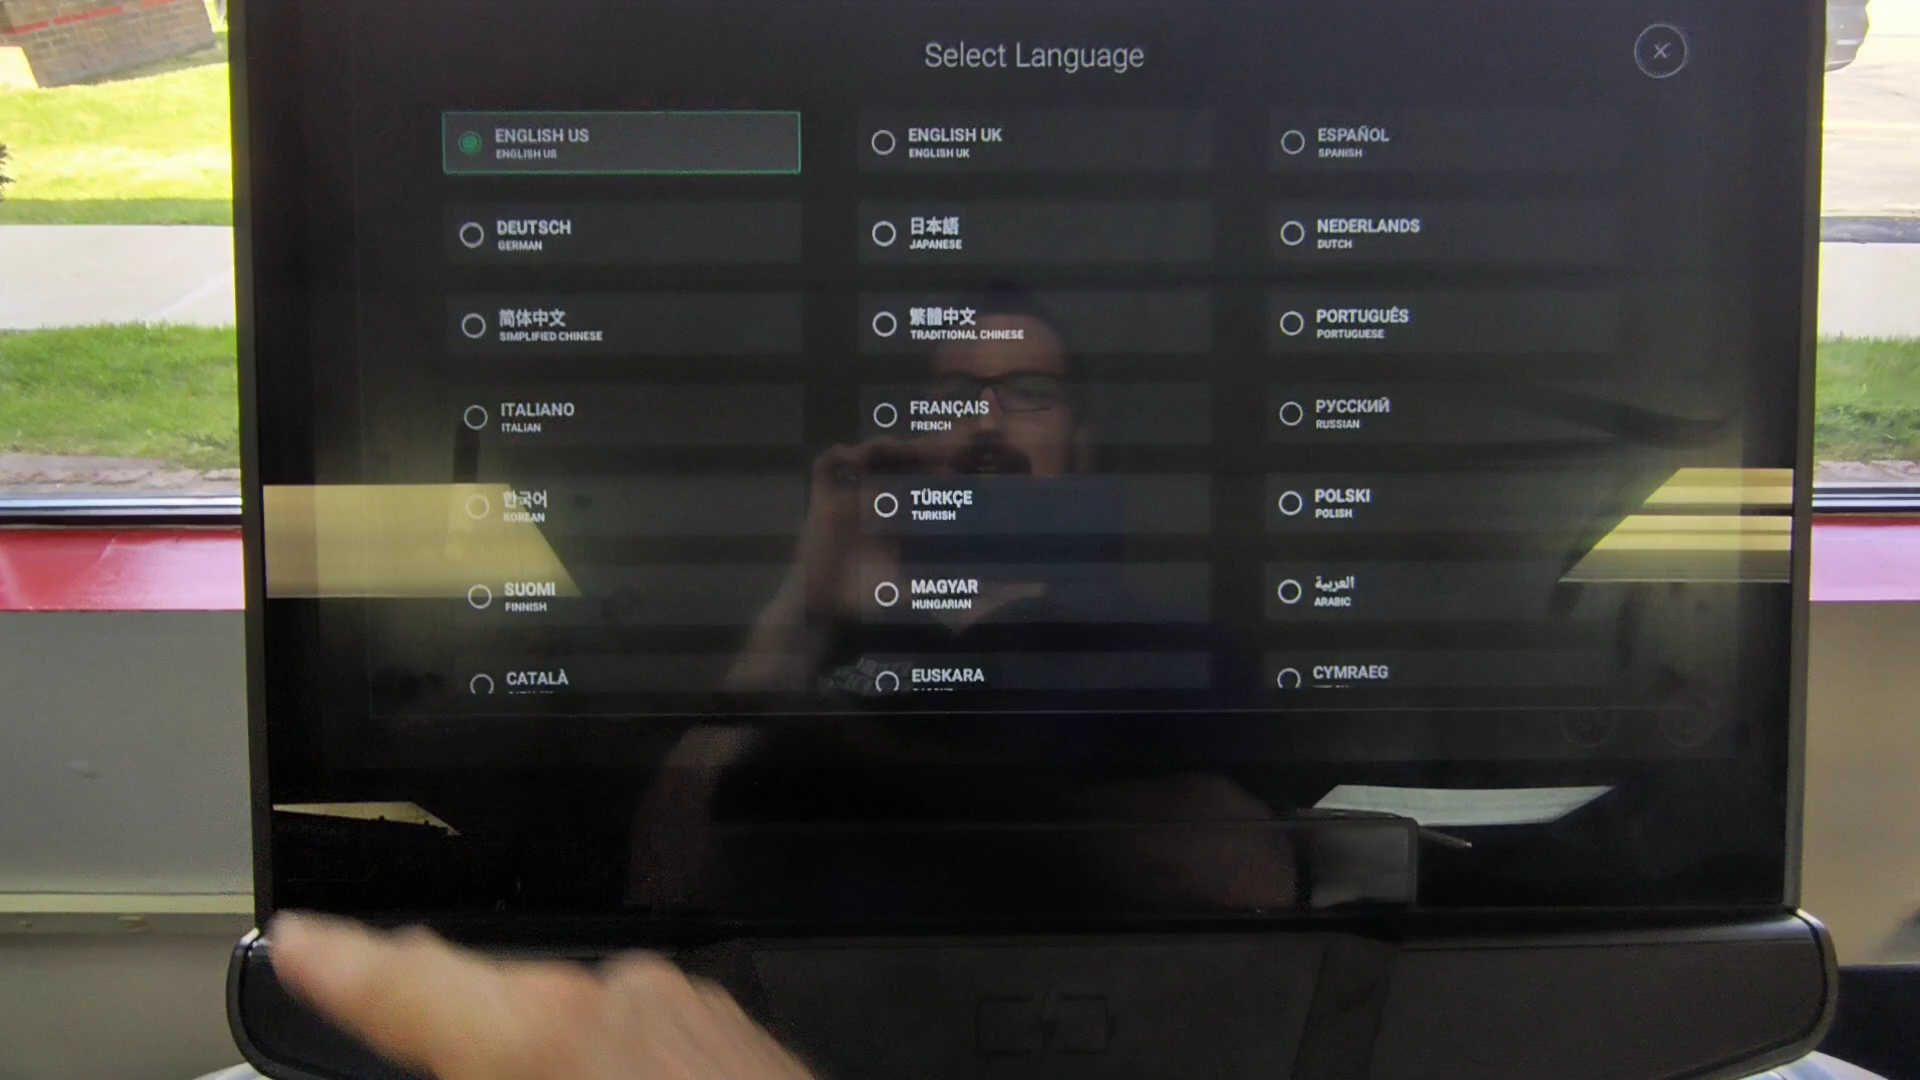 Select Language
ENGLISH US
ENGLISH US
ENGLISH UK
ENGLISH UK
ESPAÑOL
SPANISH
DEUTSCH
GERMAN
日本語
JAPANESE
NEDERLANDS
DUTCH
简体中文
SIMPLIFIED CHINESE
繁體中文
TRADITIONAL CHINESE
PORTUGUÊS
PORTUGUESE
ITALIANO
ITALIAN
FRANÇAIS
FRENCH
РУССКИЙ
RUSSIAN
한국어
KOREAN
TÜRKÇE
TURKISH
POLSKI
POLISH
SUOMI
FINNISH
MAGYAR
HUNGARIAN
العربية
ARABIC
CATALÀ
EUSKARA
CYMRAEG